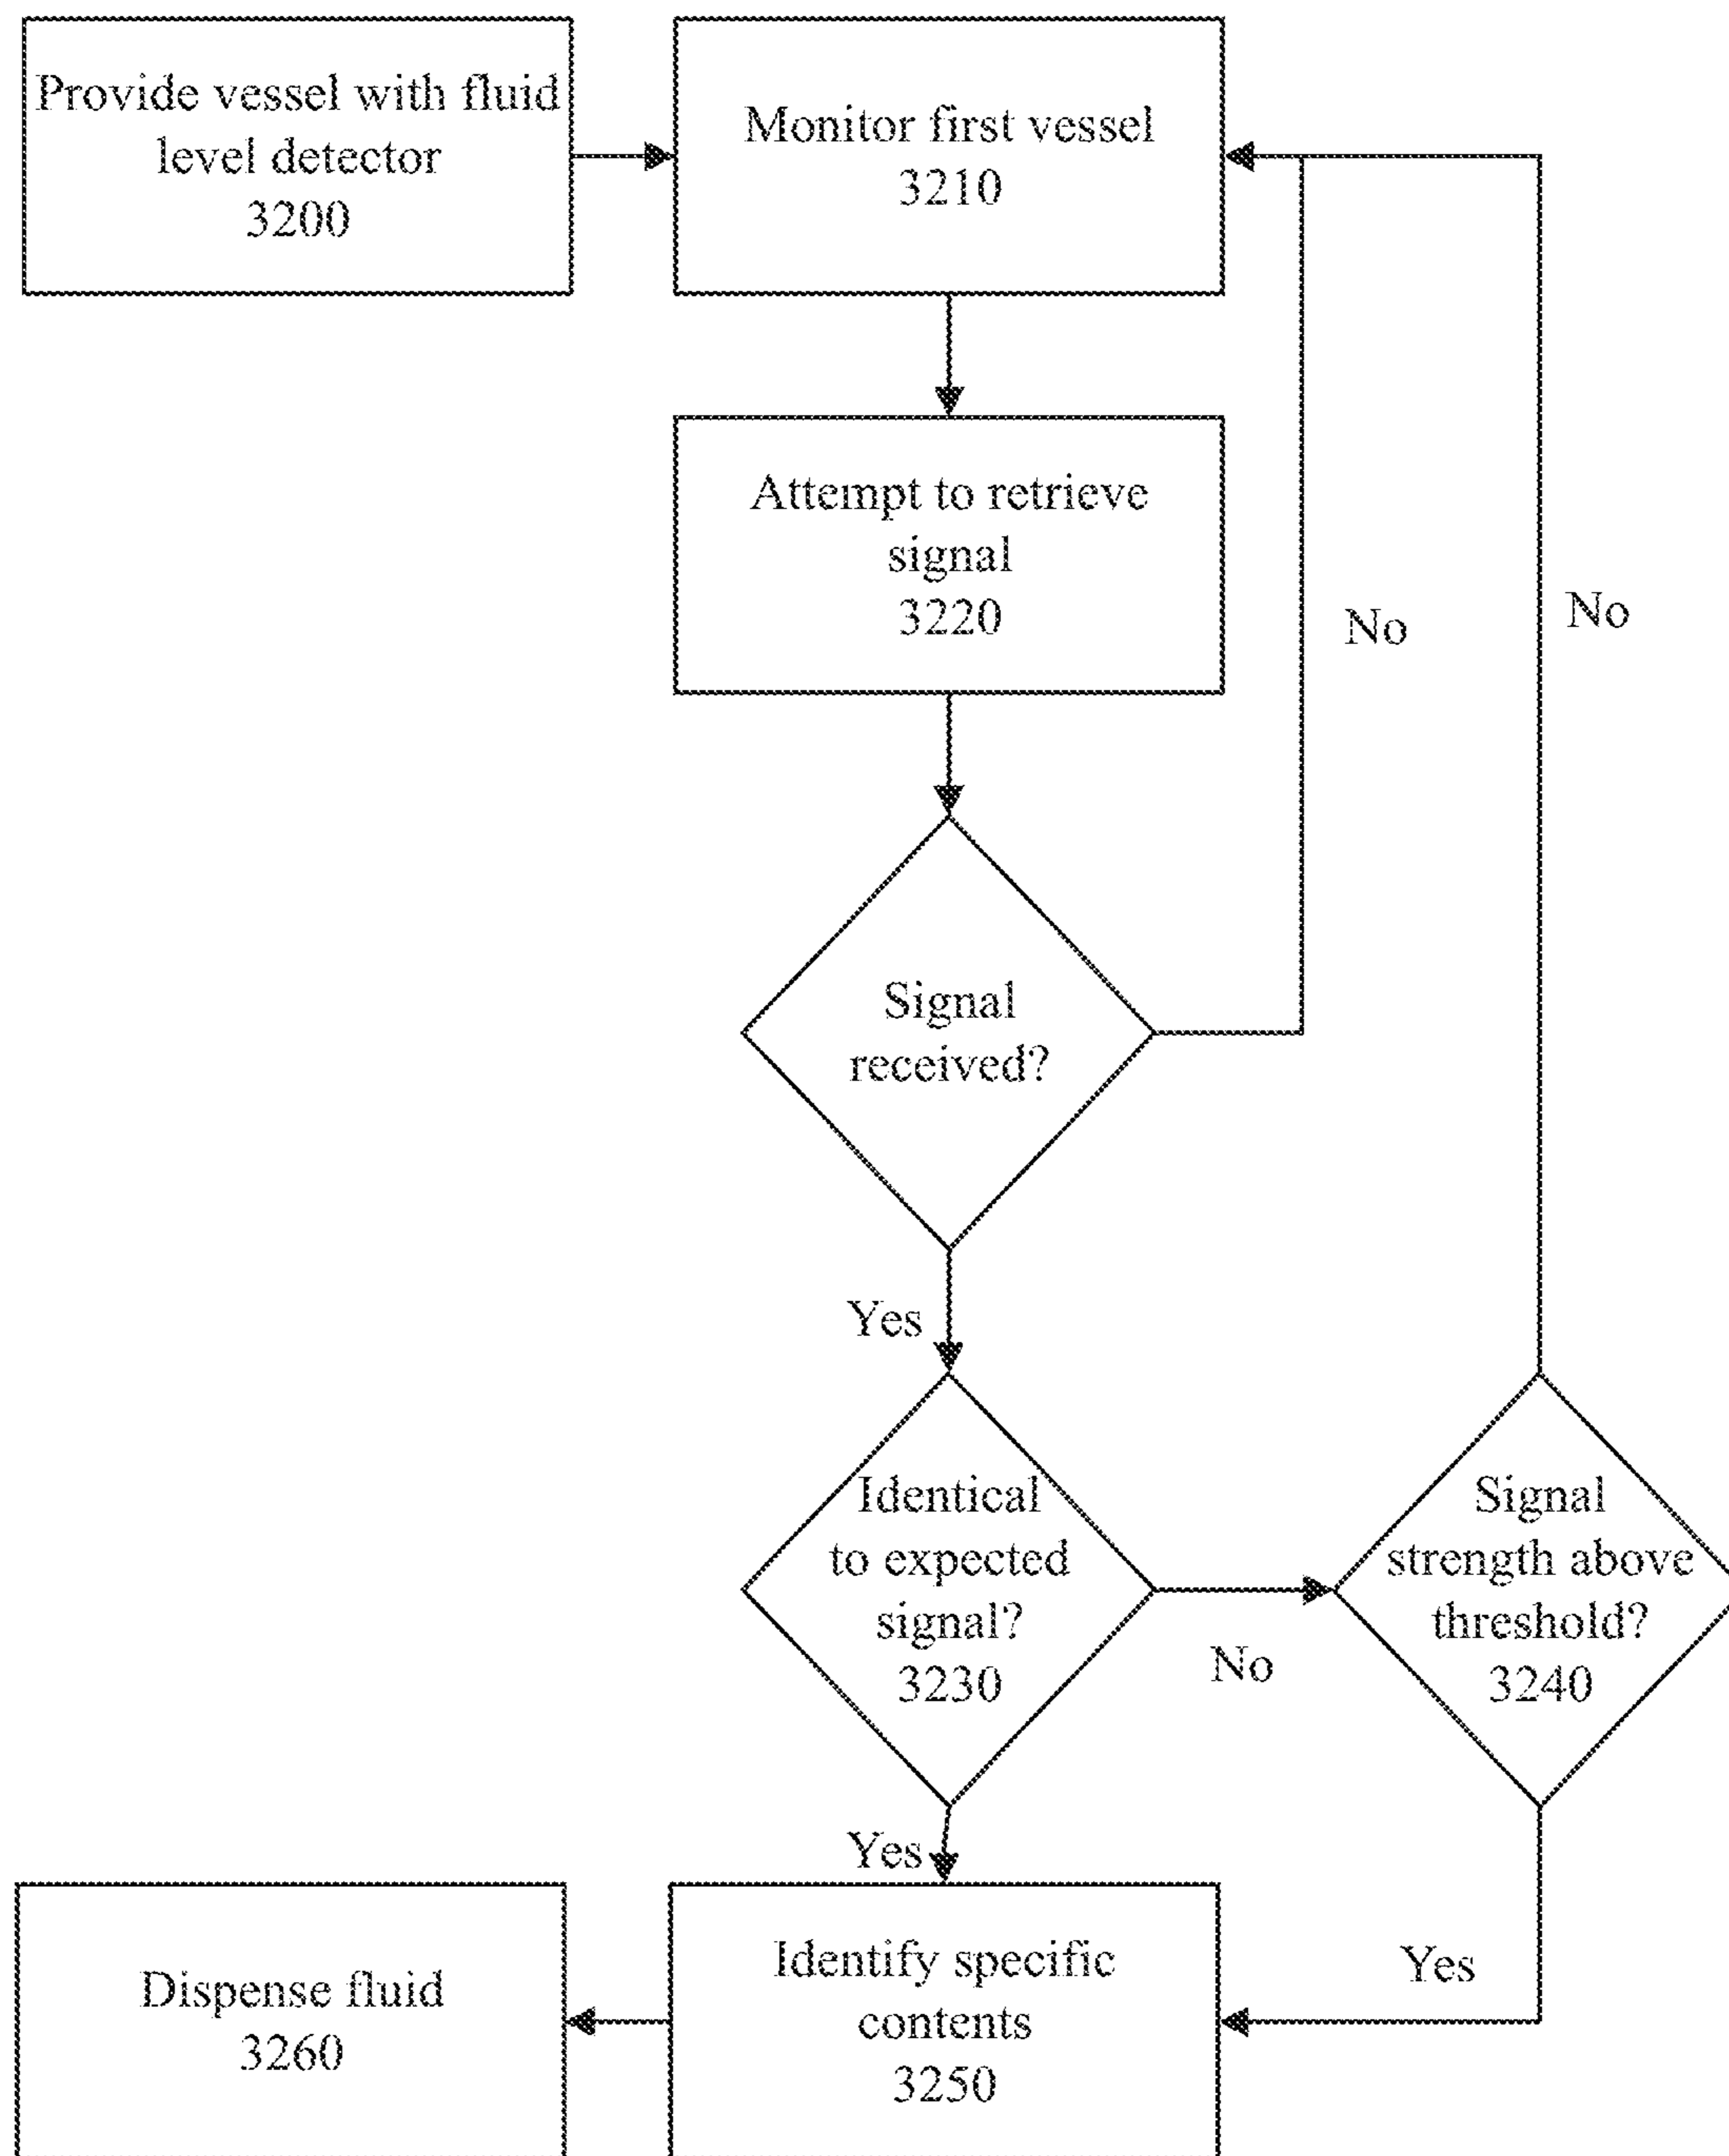 Provide vessel with fluid
level detector
3200
Monitor first vessel
3210
Attempt to retrieve
signal
3220
No
No
Signal
received?
Yes
Identical
to expected
signal?
3230
No
Signal
strength above
threshold?
3240
Yes
Yes
Identify specific
contents
3250
Dispense fluid
3260